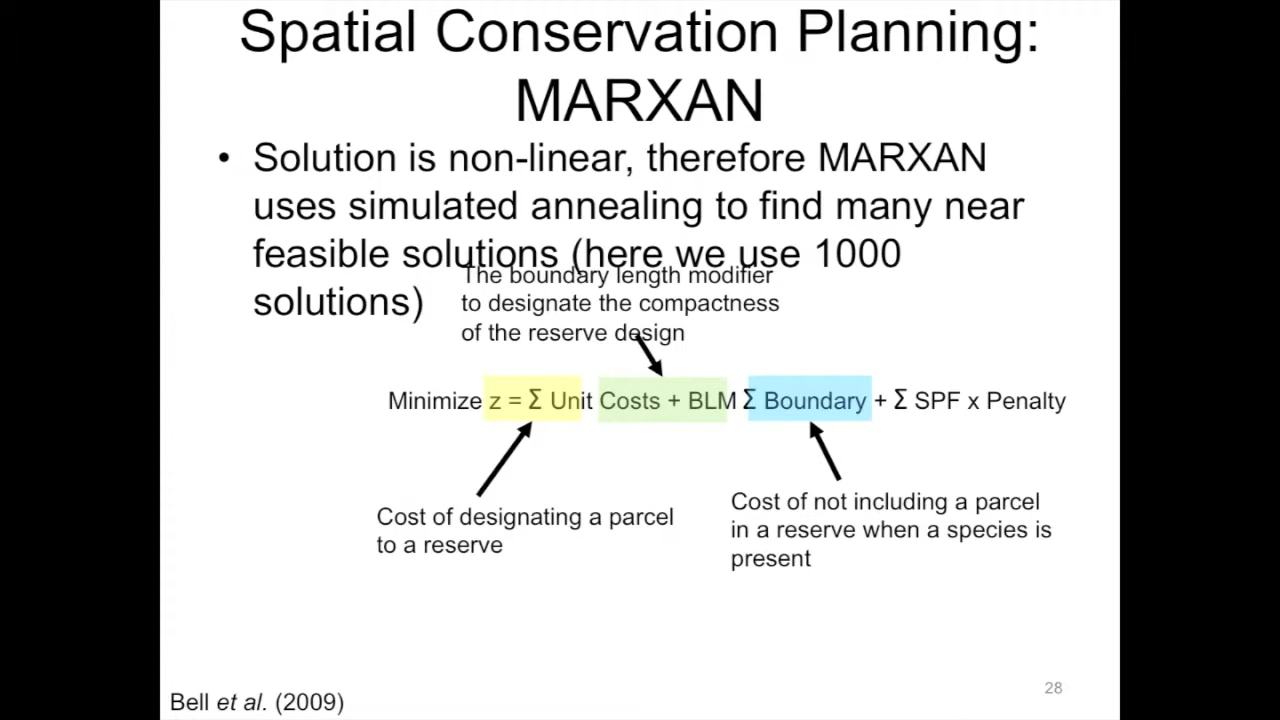 Spatial Conservation Planning:
MARXAN
• Solution is non-linear, therefore MARXAN
uses simulated annealing to find many near
feasible solutions (here we use 1000
solutions)
The boundary length modifier
to designate the compactness
of the reserve design
Minimize z = Σ Unit Costs + BLM Σ Boundary + Σ SPF x Penalty
Cost of designating a parcel
to a reserve
Cost of not including a parcel
in a reserve when a species is
present
28
Bell et al. (2009)